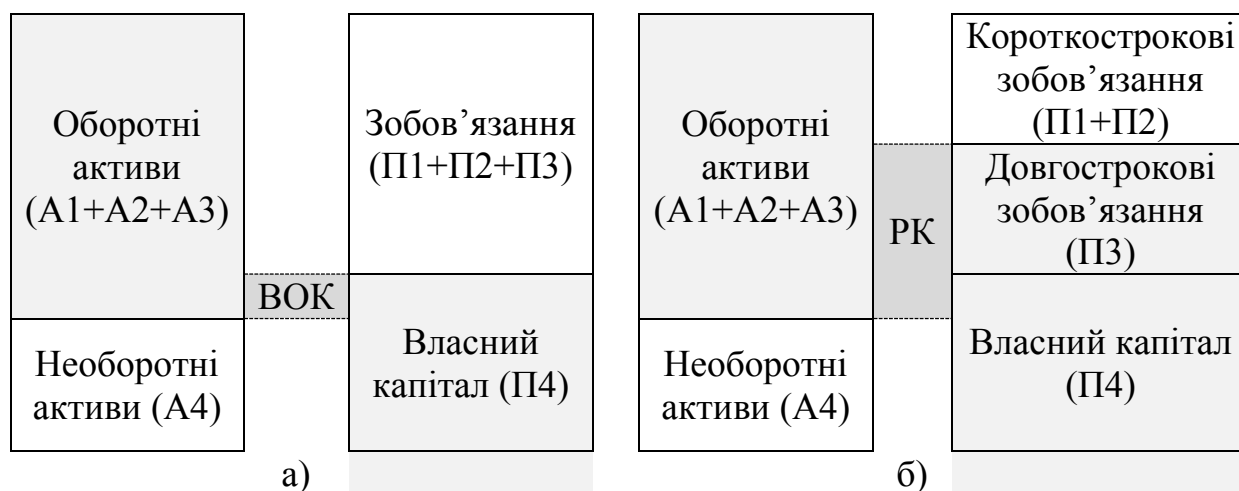 Оборотні
активи
(А1+А2+А3)
Необоротні
активи (А4)
ВОК
Зобов’язання
(П1+П2+П3)
Власний
капітал (П4)
а)
Оборотні
активи
(А1+А2+А3)
Необоротні
активи (А4)
РК
Короткострокові
зобов’язання
(П1+П2)
Довгострокові
зобов’язання
(П3)
Власний капітал
(П4)
б)